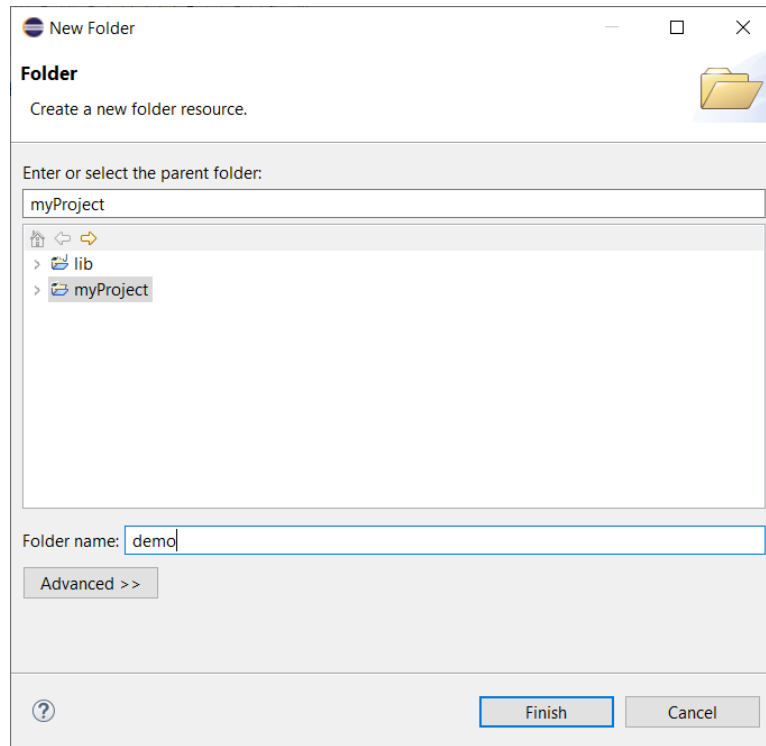 New Folder
Folder
Create a new folder resource.
Enter or select the parent folder:
myProject
lib
myProject
Folder name: demo
Advanced >>
Finish Cancel